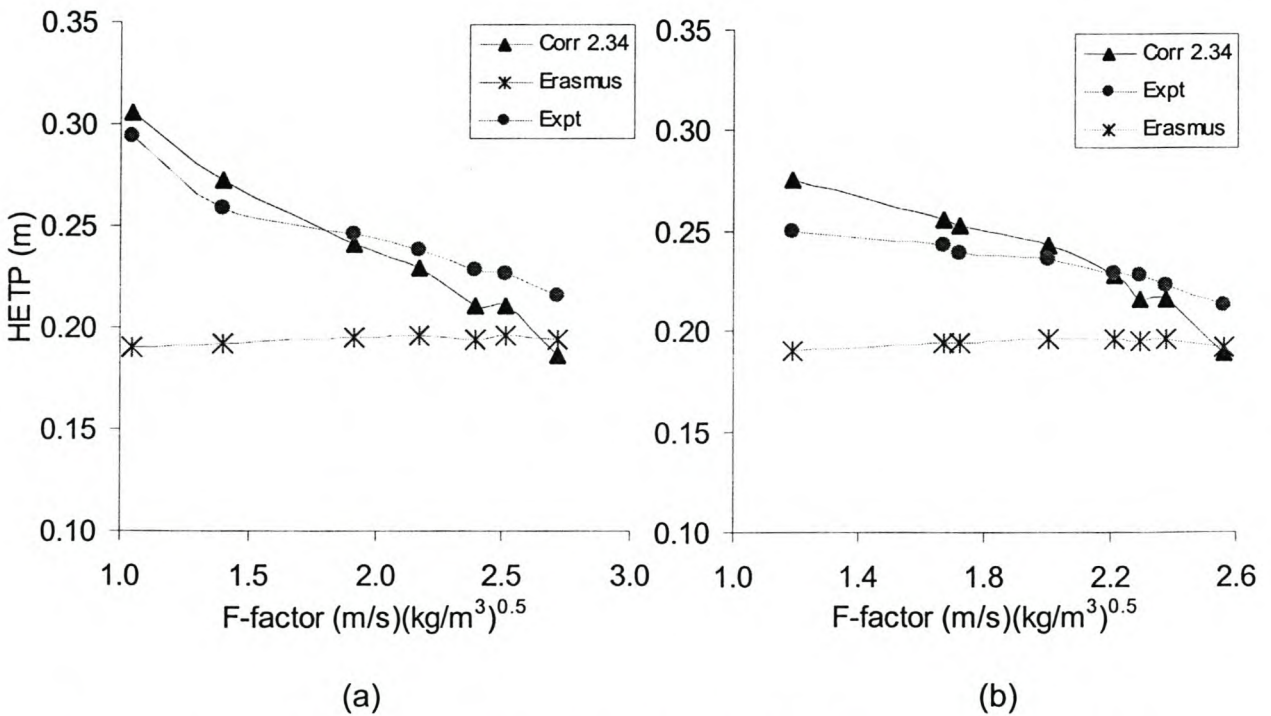 0.35
0.30
0.25
0.20
0.15
0.10
HETP (m)
1.0 1.5 2.0 2.5 3.0
F-factor (m/s)(kg/m³)⁰·⁵
Corr 2.34
Erasmus
Expt
(a)
0.35
0.30
0.25
0.20
0.15
0.10
1.0 1.4 1.8 2.2 2.6
F-factor (m/s)(kg/m³)⁰·⁵
Corr 2.34
Expt
Erasmus
(b)